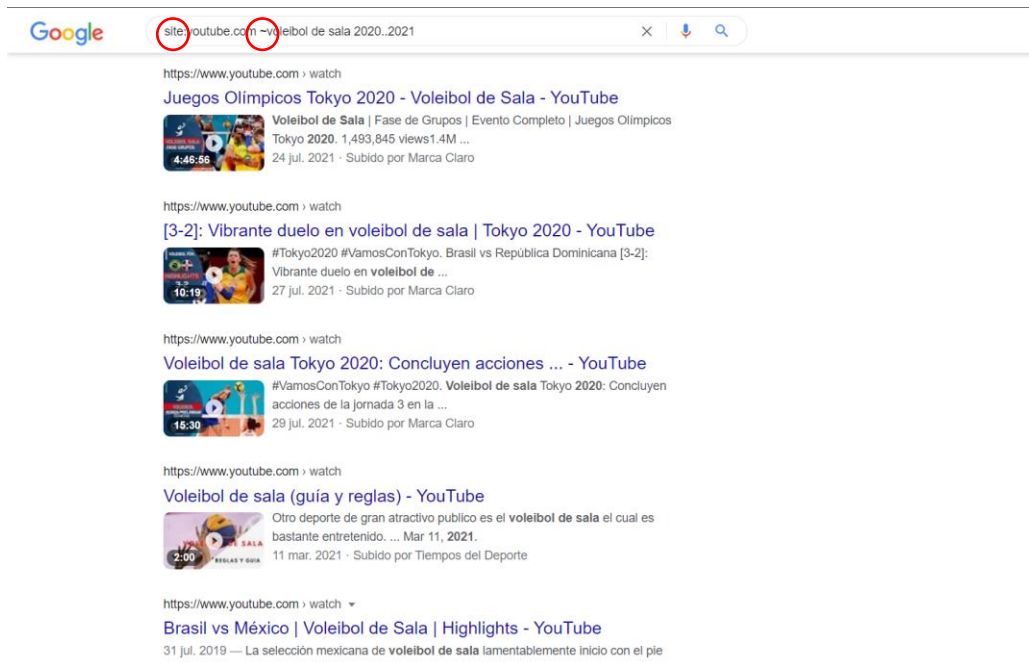 Google
site:youtube.com ~voleibol de sala 2020..2021
https://www.youtube.com › watch
Juegos Olímpicos Tokyo 2020 - Voleibol de Sala - YouTube
Voleibol de Sala | Fase de Grupos | Evento Completo | Juegos Olímpicos
Tokyo 2020. 1,493,845 views1.4M ...
4:46:56
24 jul. 2021 · Subido por Marca Claro
https://www.youtube.com › watch
[3-2]: Vibrante duelo en voleibol de sala | Tokyo 2020 - YouTube
#Tokyo2020 #VamosConTokyo. Brasil vs República Dominicana [3-2]:
Vibrante duelo en voleibol de ...
10:19
27 jul. 2021 · Subido por Marca Claro
https://www.youtube.com › watch
Voleibol de sala Tokyo 2020: Concluyen acciones ... - YouTube
#VamosConTokyo #Tokyo2020. Voleibol de sala Tokyo 2020: Concluyen
acciones de la jornada 3 en la ...
15:30
29 jul. 2021 · Subido por Marca Claro
https://www.youtube.com › watch
Voleibol de sala (guía y reglas) - YouTube
Otro deporte de gran atractivo publico es el voleibol de sala el cual es
bastante entretenido. ... Mar 11, 2021.
2:00
REGLAS Y GUIA
11 mar. 2021 · Subido por Tiempos del Deporte
https://www.youtube.com › watch
Brasil vs México | Voleibol de Sala | Highlights - YouTube
31 jul. 2019 — La selección mexicana de voleibol de sala lamentablemente inicio con el pie